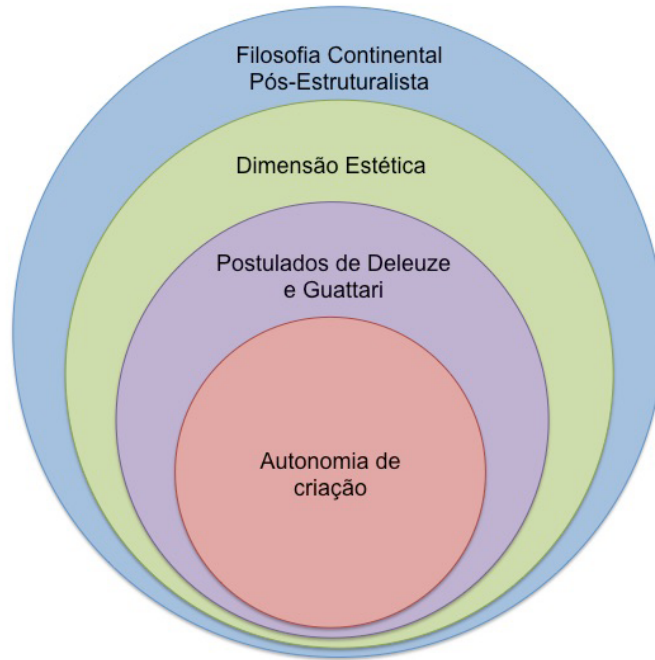 Filosofia Continental
Pós-Estruturalista
Dimensão Estética
Postulados de Deleuze
e Guattari
Autonomia de
criação